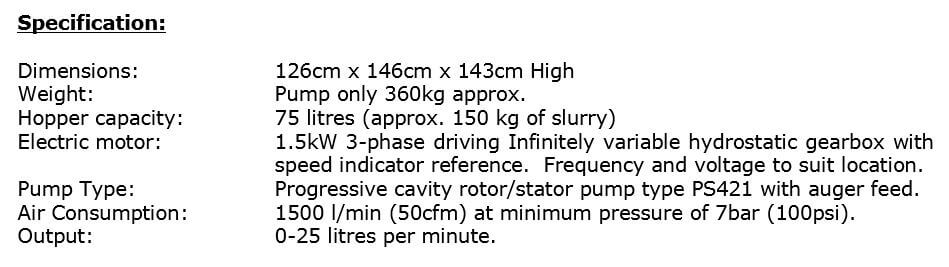 Specification:
Dimensions: 126cm x 146cm x 143cm High
Weight: Pump only 360kg approx.
Hopper capacity: 75 litres (approx. 150 kg of slurry)
Electric motor: 1.5kW 3-phase driving Infinitely variable hydrostatic gearbox with
speed indicator reference. Frequency and voltage to suit location.
Pump Type: Progressive cavity rotor/stator pump type PS421 with auger feed.
Air Consumption: 1500 l/min (50cfm) at minimum pressure of 7bar (100psi).
Output: 0-25 litres per minute.